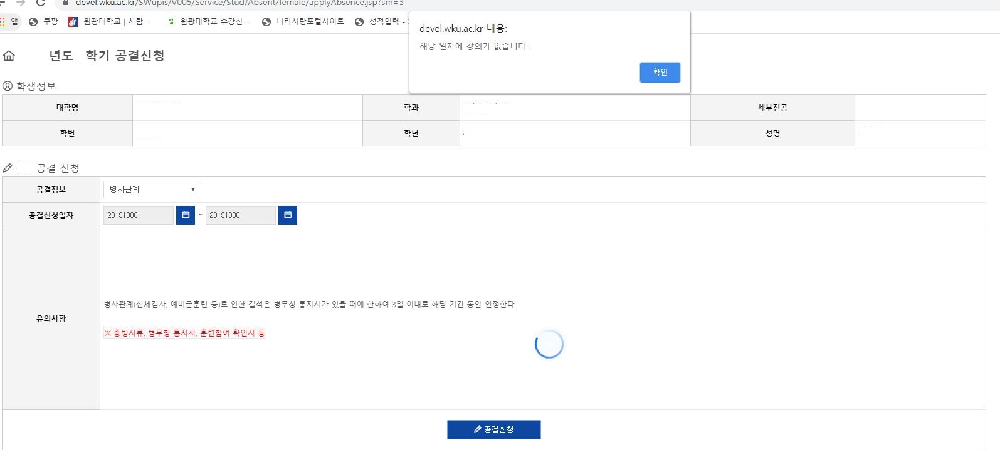 devel.wku.ac.kr/SWupis/V005/Service/Stud/Absent/female/applyAbsence.jsp?sm=3
앱 쿠팡 원광대학교 | 사람... 원광대학교 수강신... 나라사랑포털사이트 성적입력 -
devel.wku.ac.kr 내용:
해당 일자에 강의가 없습니다.
확인
년도 학기 공결신청
학생정보
대학명 학과 세부전공
학번 학년 성명
공결 신청
공결정보 병사관계
공결신청일자 20191008 ~ 20191008
유의사항
병사관계(신체검사, 예비군훈련 등)로 인한 결석은 병무청 통지서가 있을 때에 한하여 3일 이내로 해당 기간 동안 인정한다.
※ 증빙서류: 병무청 통지서, 훈련참여 확인서 등
공결신청